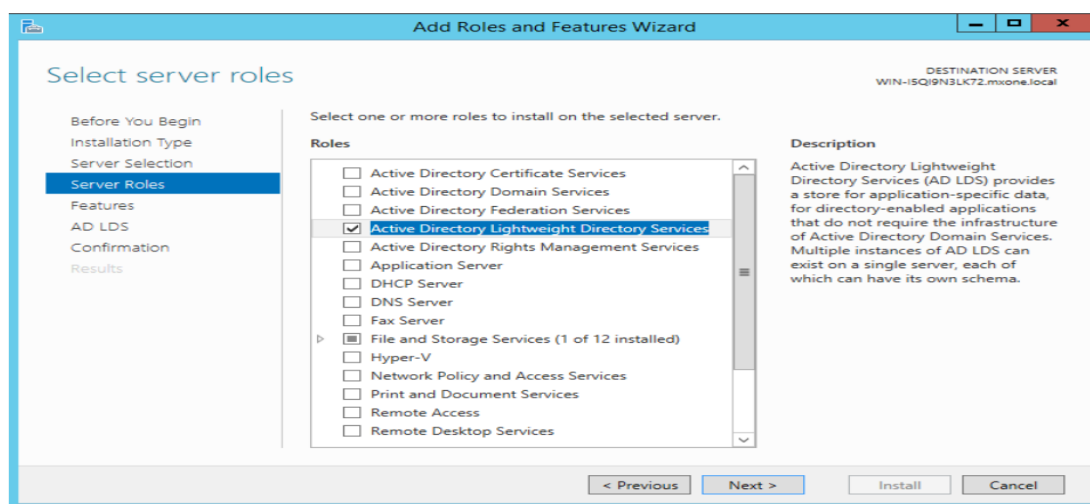 Add Roles and Features Wizard
Select server roles
DESTINATION SERVER
WIN-I5QI9N3LK72.mxone.local
Before You Begin
Installation Type
Server Selection
Server Roles
Features
AD LDS
Confirmation
Results
Select one or more roles to install on the selected server.
Roles
Active Directory Certificate Services
Active Directory Domain Services
Active Directory Federation Services
Active Directory Lightweight Directory Services
Active Directory Rights Management Services
Application Server
DHCP Server
DNS Server
Fax Server
File and Storage Services (1 of 12 installed)
Hyper-V
Network Policy and Access Services
Print and Document Services
Remote Access
Remote Desktop Services
Description
Active Directory Lightweight
Directory Services (AD LDS) provides
a store for application-specific data,
for directory-enabled applications
that do not require the infrastructure
of Active Directory Domain Services.
Multiple instances of AD LDS can
exist on a single server, each of
which can have its own schema.
< Previous
Next >
Install
Cancel